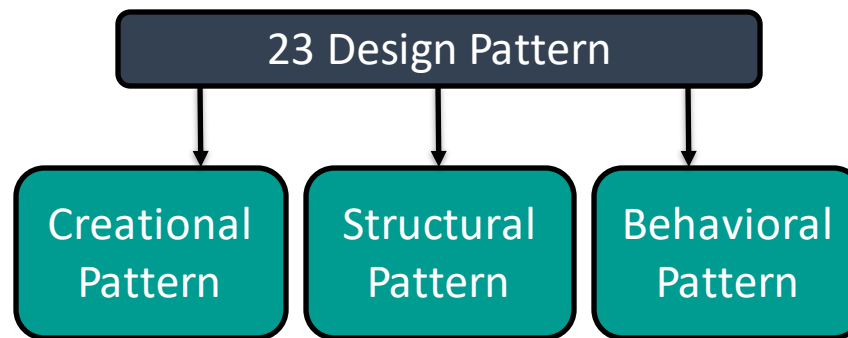 23 Design Pattern
Creational
Pattern
Structural
Pattern
Behavioral
Pattern